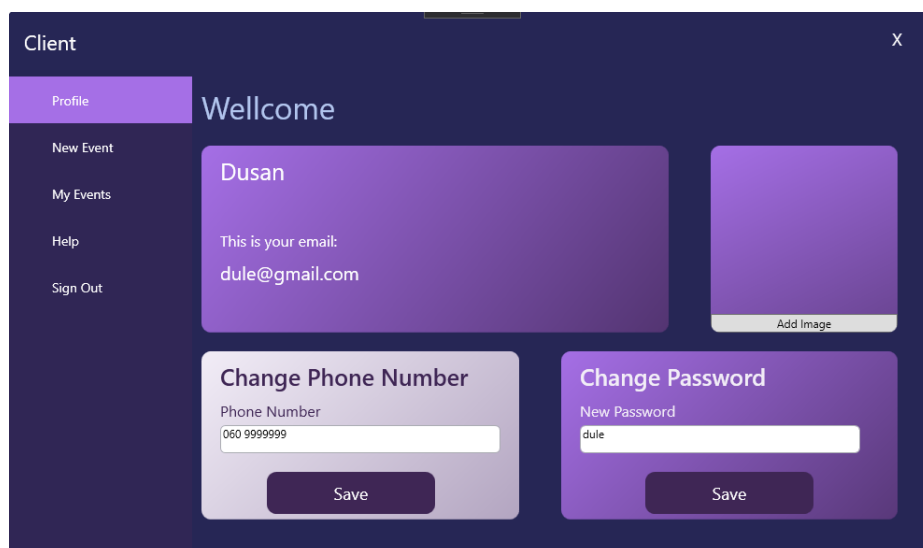 Client
X
Profile
New Event
My Events
Help
Sign Out
Wellcome
Dusan
This is your email:
dule@gmail.com
Add Image
Change Phone Number
Phone Number
060 9999999
Save
Change Password
New Password
dule
Save